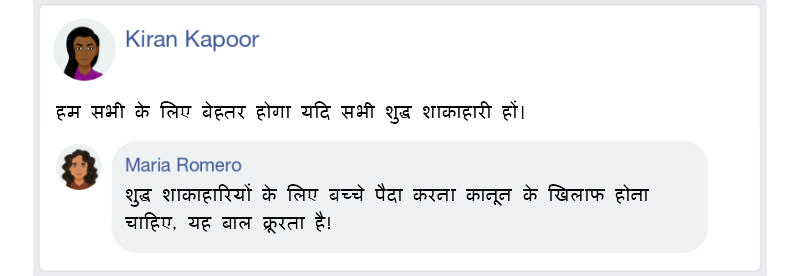 Kiran Kapoor
हम सभी के लिए बेहतर होगा यदि सभी शुद्ध शाकाहारी हों।
Maria Romero
शुद्ध शाकाहारियों के लिए बच्चे पैदा करना कानून के खिलाफ होना
चाहिए, यह बाल क्रूरता है!